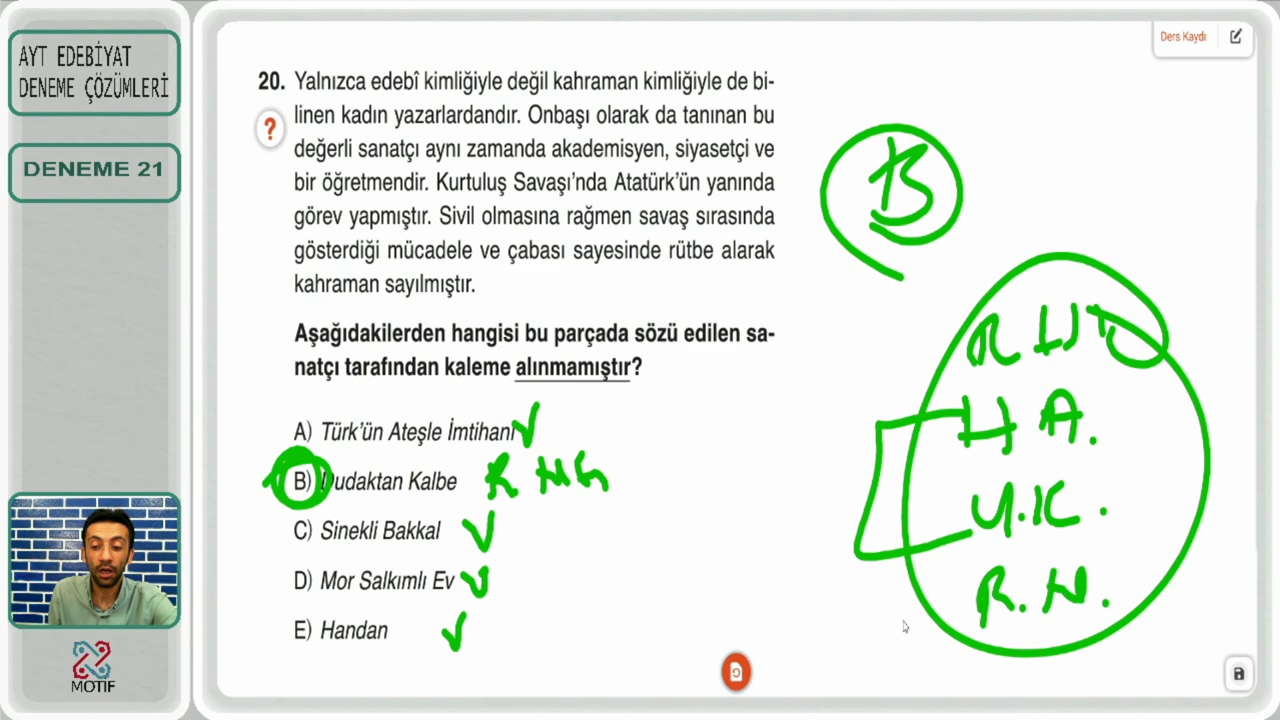 AYT EDEBİYAT
DENEME ÇÖZÜMLERİ
DENEME 21
MOTIF
Ders Kaydı
20. Yalnızca edebî kimliğiyle değil kahraman kimliğiyle de bi-
linen kadın yazarlardandır. Onbaşı olarak da tanınan bu
değerli sanatçı aynı zamanda akademisyen, siyasetçi ve
bir öğretmendir. Kurtuluş Savaşı'nda Atatürk'ün yanında
görev yapmıştır. Sivil olmasına rağmen savaş sırasında
gösterdiği mücadele ve çabası sayesinde rütbe alarak
kahraman sayılmıştır.
Aşağıdakilerden hangisi bu parçada sözü edilen sa-
natçı tarafından kaleme alınmamıştır?
A) Türk'ün Ateşle İmtihanı
B) Dudaktan Kalbe R N G
C) Sinekli Bakkal
D) Mor Salkımlı Ev
E) Handan
B
R H
H A.
Y.K.
R.N.